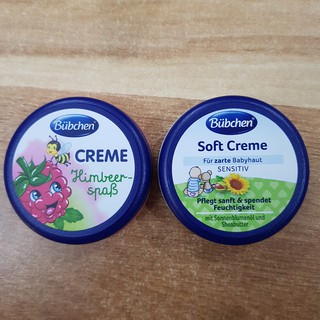 Bübchen
CREME
Himbeer-
spaß
Bübchen
Soft Creme
Für zarte Babyhaut
SENSITIV
Pflegt sanft & spendet
Feuchtigkeit
mit Sonnenblumenöl und
Sheabutter